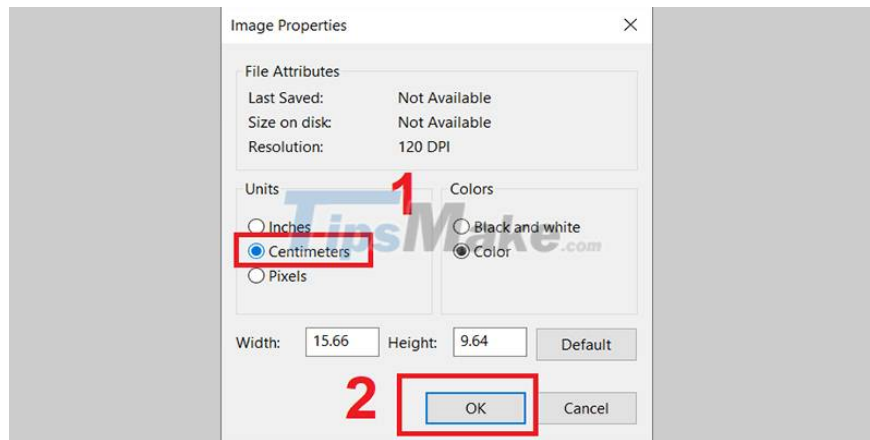 Image Properties
File Attributes
Last Saved: Not Available
Size on disk: Not Available
Resolution: 120 DPI
Units Colors
1
Inches Black and white
Centimeters Color
Pixels
TipsMake.com
Width: 15.66 Height: 9.64 Default
2
OK Cancel